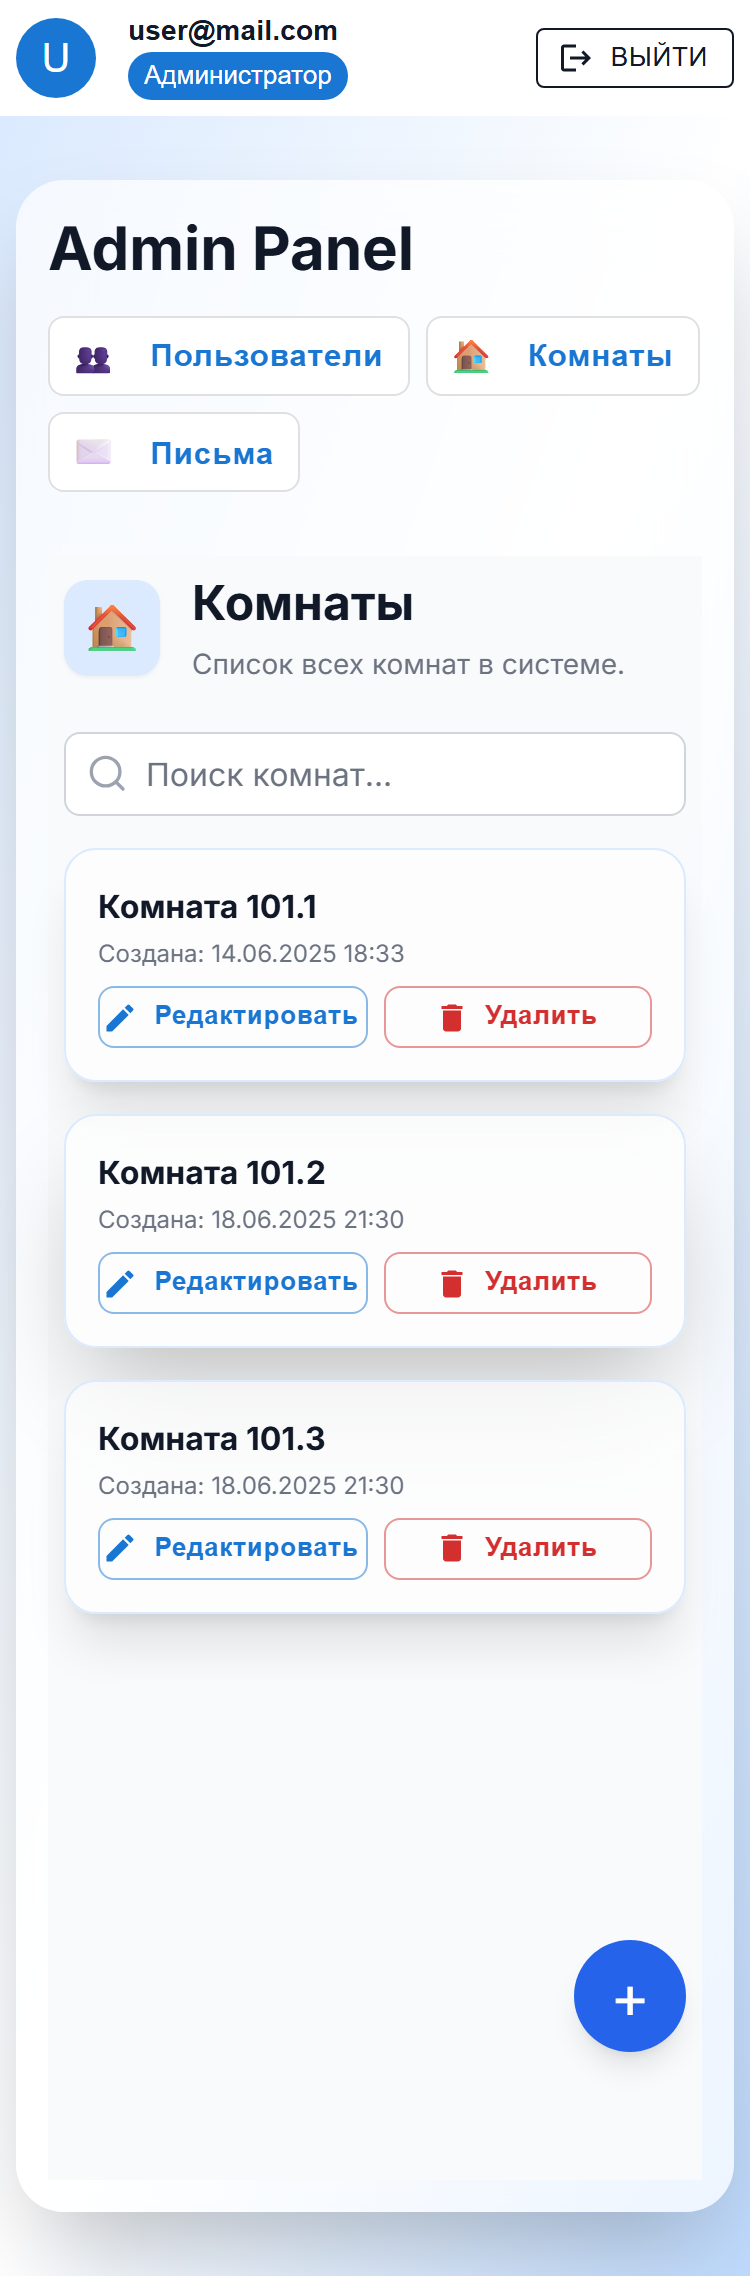 U
user@mail.com
Администратор
ВЫЙТИ
Admin Panel
Пользователи
Комнаты
Письма
Комнаты
Список всех комнат в системе.
Поиск комнат...
Комната 101.1
Создана: 14.06.2025 18:33
Редактировать
Удалить
Комната 101.2
Создана: 18.06.2025 21:30
Редактировать
Удалить
Комната 101.3
Создана: 18.06.2025 21:30
Редактировать
Удалить
+